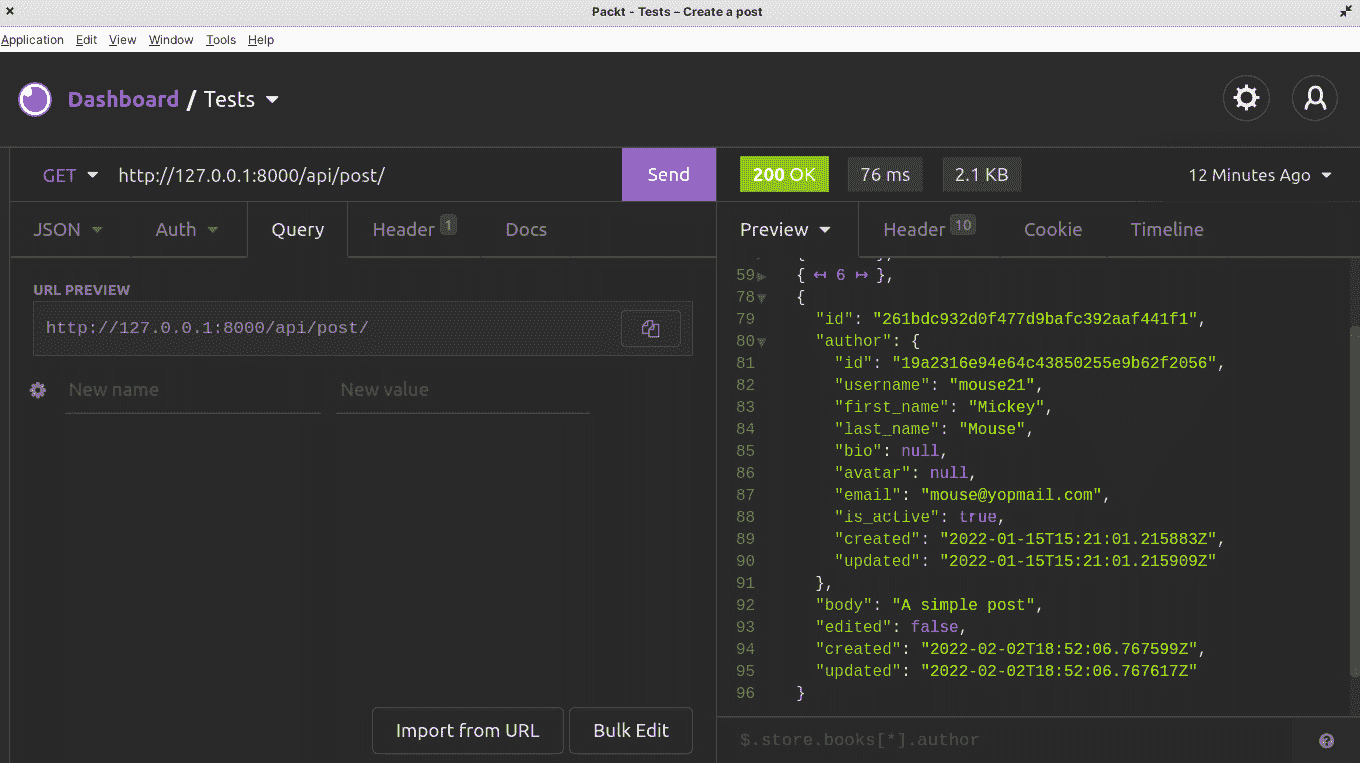 Packt - Tests – Create a post
Application Edit View Window Tools Help
Dashboard / Tests
GET http://127.0.0.1:8000/api/post/ Send
200 OK 76 ms 2.1 KB 12 Minutes Ago
JSON Auth Query Header 1 Docs
Preview Header 10 Cookie Timeline
URL PREVIEW
http://127.0.0.1:8000/api/post/
New name New value
Import from URL Bulk Edit
59 { ↤ 6 ↦ },
78 {
79 "id": "261bdc932d0f477d9bafc392aaf441f1",
80 "author": {
81 "id": "19a2316e94e64c43850255e9b62f2056",
82 "username": "mouse21",
83 "first_name": "Mickey",
84 "last_name": "Mouse",
85 "bio": null,
86 "avatar": null,
87 "email": "mouse@yopmail.com",
88 "is_active": true,
89 "created": "2022-01-15T15:21:01.215883Z",
90 "updated": "2022-01-15T15:21:01.215909Z"
91 },
92 "body": "A simple post",
93 "edited": false,
94 "created": "2022-02-02T18:52:06.767599Z",
95 "updated": "2022-02-02T18:52:06.767617Z"
96 }
$.store.books[*].author